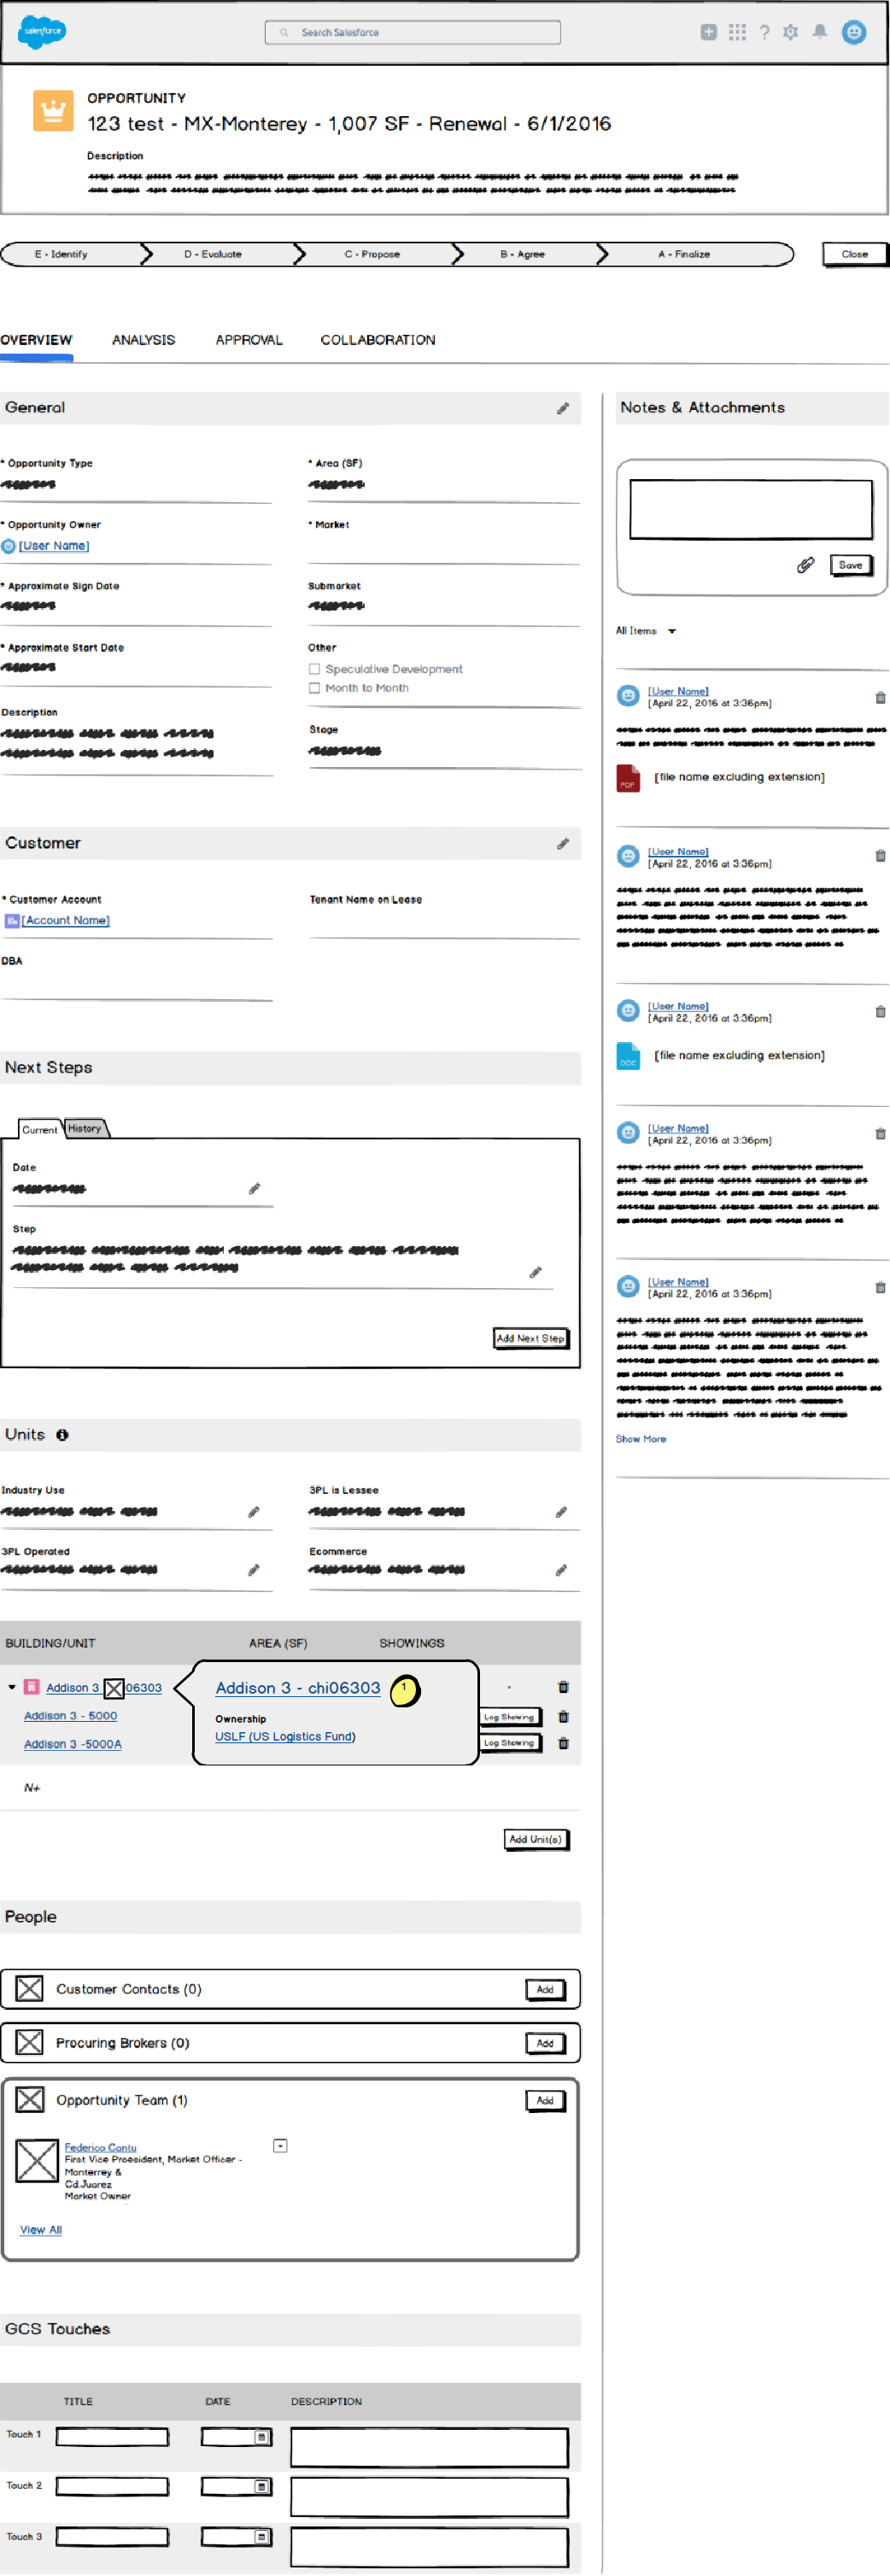 salesforce
Search Salesforce
OPPORTUNITY
123 test - MX-Monterey - 1,007 SF - Renewal - 6/1/2016
Description
E - Identify
D - Evaluate
C - Propose
B - Agree
A - Finalize
Close
OVERVIEW
ANALYSIS
APPROVAL
COLLABORATION
General
* Opportunity Type
* Area (SF)
* Opportunity Owner
[User Name]
* Market
* Approximate Sign Date
Submarket
* Approximate Start Date
Other
Speculative Development
Month to Month
Description
Stage
Customer
* Customer Account
[Account Name]
Tenant Name on Lease
DBA
Next Steps
Current
History
Date
Step
Add Next Step
Units
Industry Use
3PL is Lessee
3PL Operated
Ecommerce
BUILDING/UNIT
AREA (SF)
SHOWINGS
Addison 3
06303
Addison 3 - chi06303
1
-
Ownership
USLF (US Logistics Fund)
Addison 3 - 5000
Log Showing
Addison 3 -5000A
Log Showing
N+
Add Unit(s)
People
Customer Contacts (0)
Add
Procuring Brokers (0)
Add
Opportunity Team (1)
Add
Federico Cantu
First Vice Proesident, Market Officer -
Monterrey &
Cd.Juarez
Market Owner
View All
GCS Touches
TITLE
DATE
DESCRIPTION
Touch 1
Touch 2
Touch 3
Notes & Attachments
Save
All Items
[User Name]
[April 22, 2016 at 3:36pm]
PDF
[file name excluding extension]
[User Name]
[April 22, 2016 at 3:36pm]
[User Name]
[April 22, 2016 at 3:36pm]
DOC
[file name excluding extension]
[User Name]
[April 22, 2016 at 3:36pm]
[User Name]
[April 22, 2016 at 3:36pm]
Show More